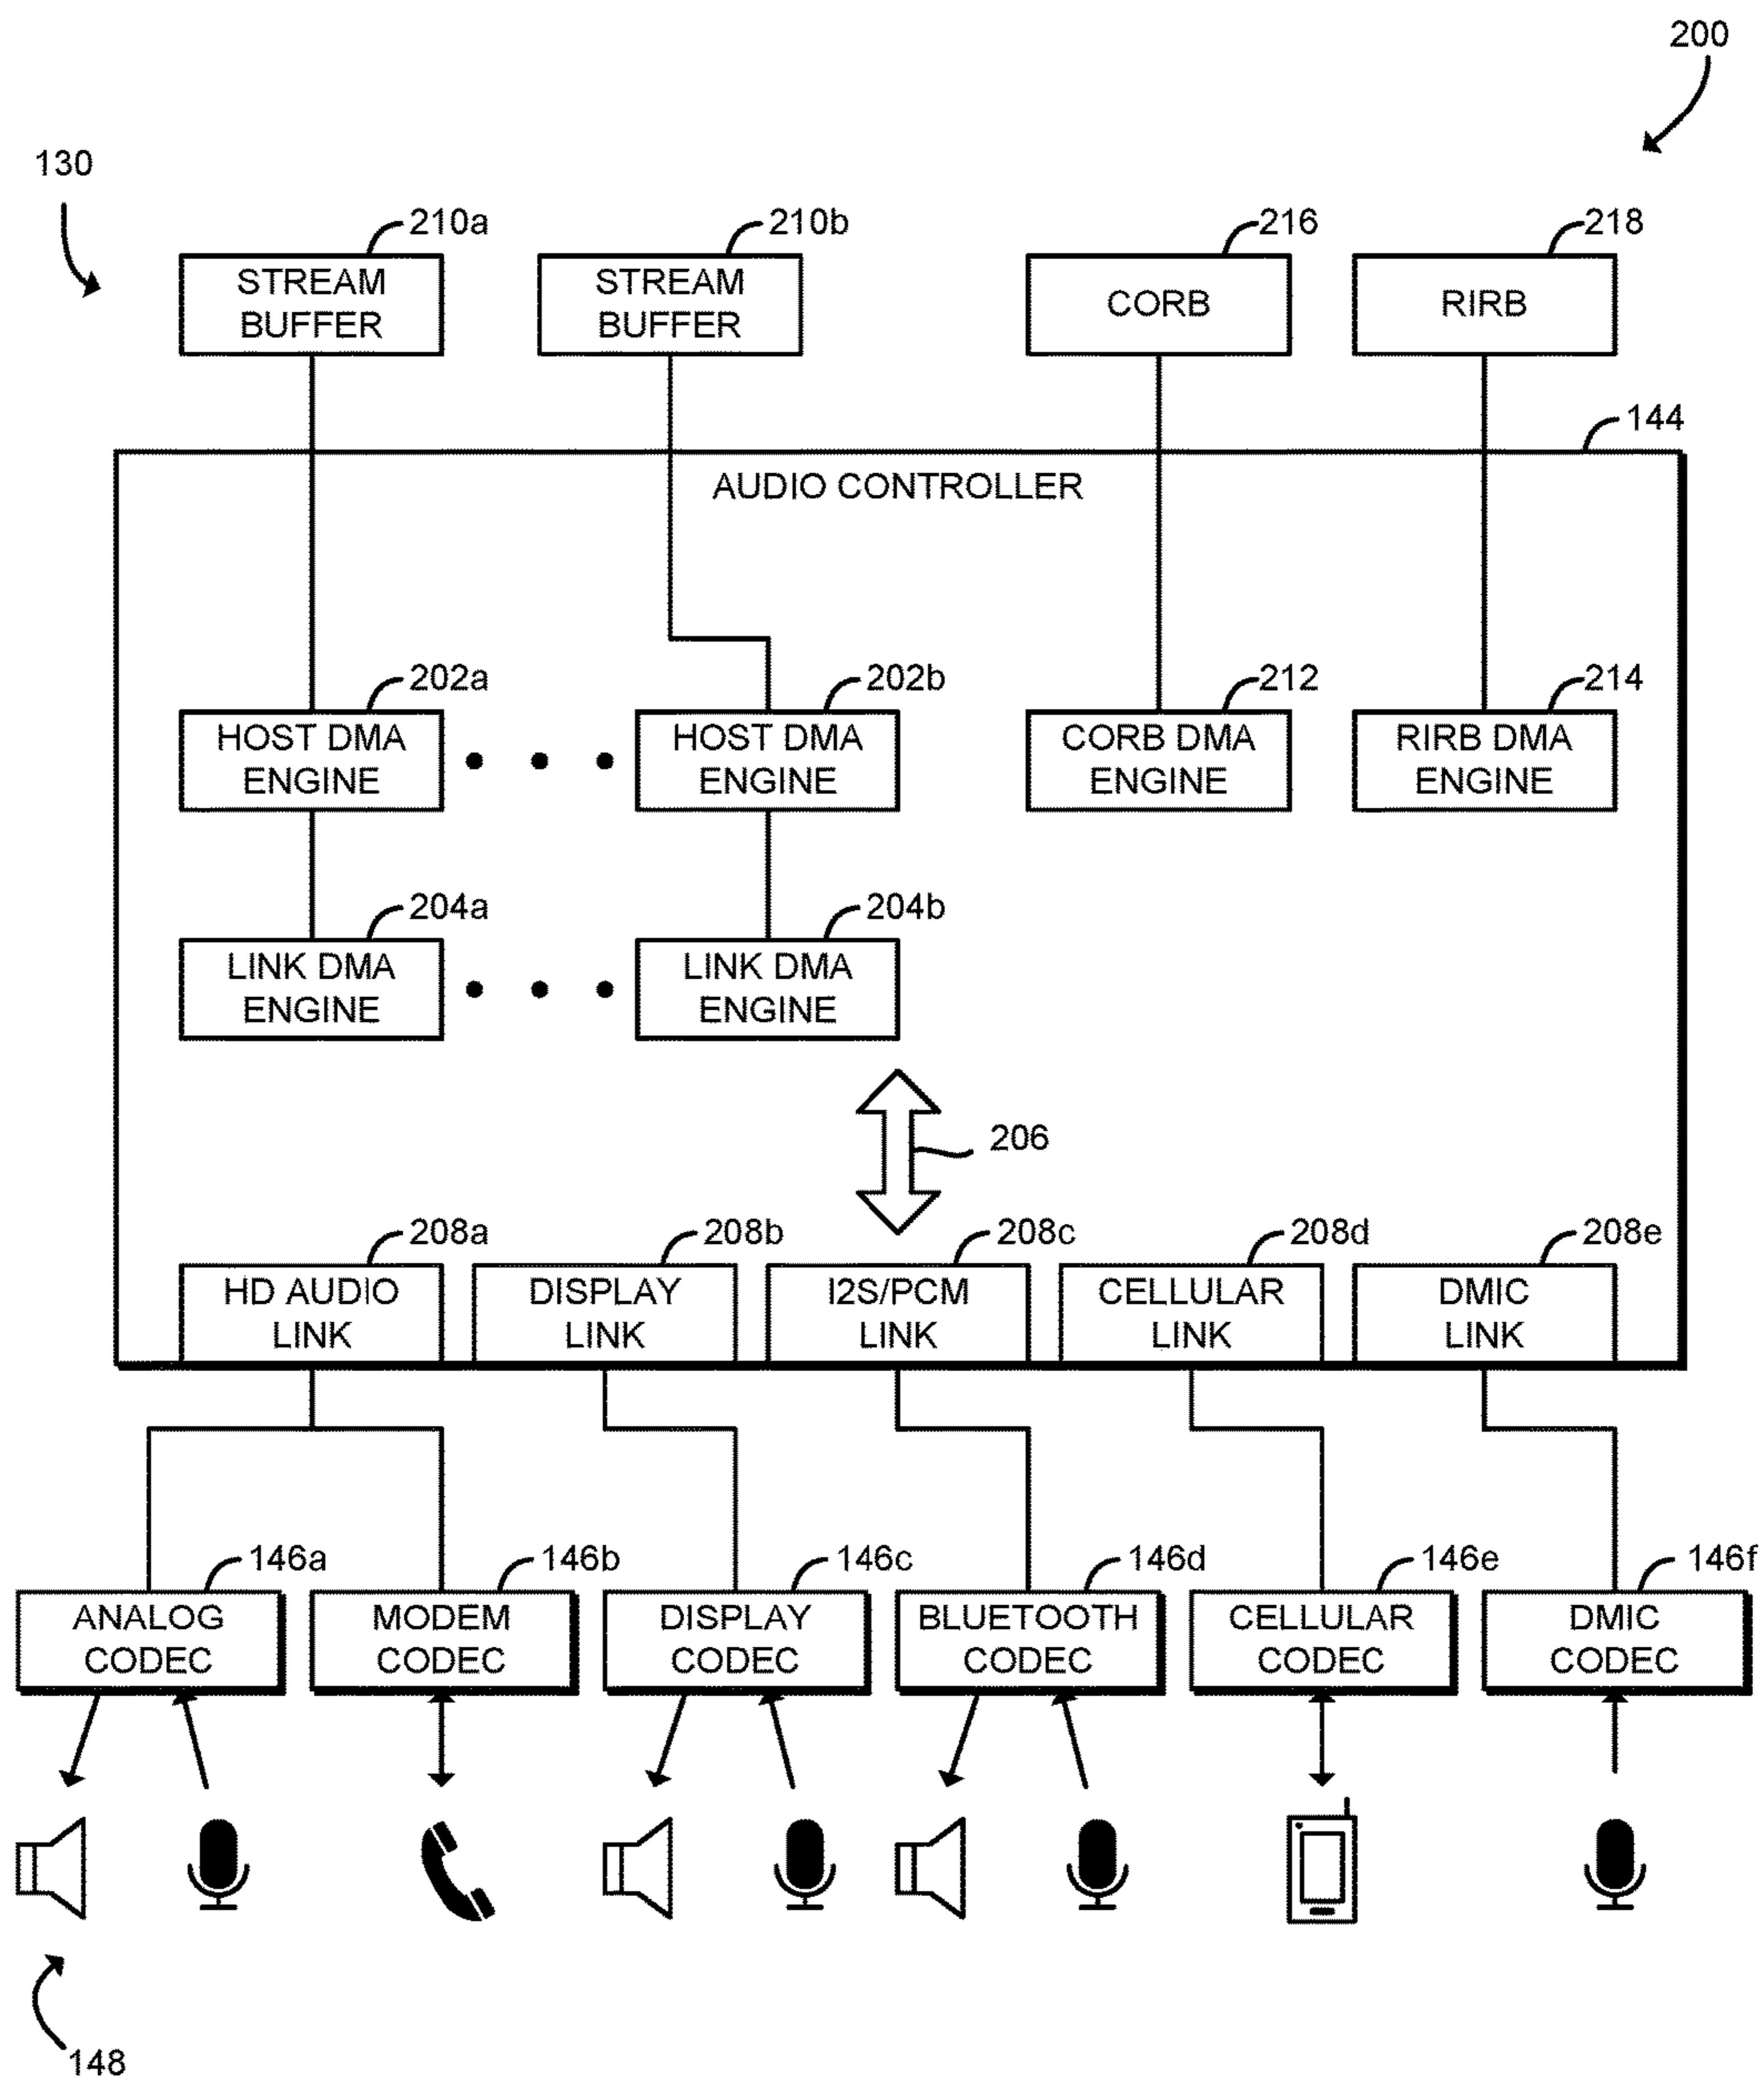 200
130
210a
210b
216
218
STREAM
BUFFER
STREAM
BUFFER
CORB
RIRB
144
AUDIO CONTROLLER
202a
202b
212
214
HOST DMA
ENGINE
HOST DMA
ENGINE
CORB DMA
ENGINE
RIRB DMA
ENGINE
204a
204b
LINK DMA
ENGINE
LINK DMA
ENGINE
206
208a
208b
208c
208d
208e
HD AUDIO
LINK
DISPLAY
LINK
I2S/PCM
LINK
CELLULAR
LINK
DMIC
LINK
146a
146b
146c
146d
146e
146f
ANALOG
CODEC
MODEM
CODEC
DISPLAY
CODEC
BLUETOOTH
CODEC
CELLULAR
CODEC
DMIC
CODEC
148